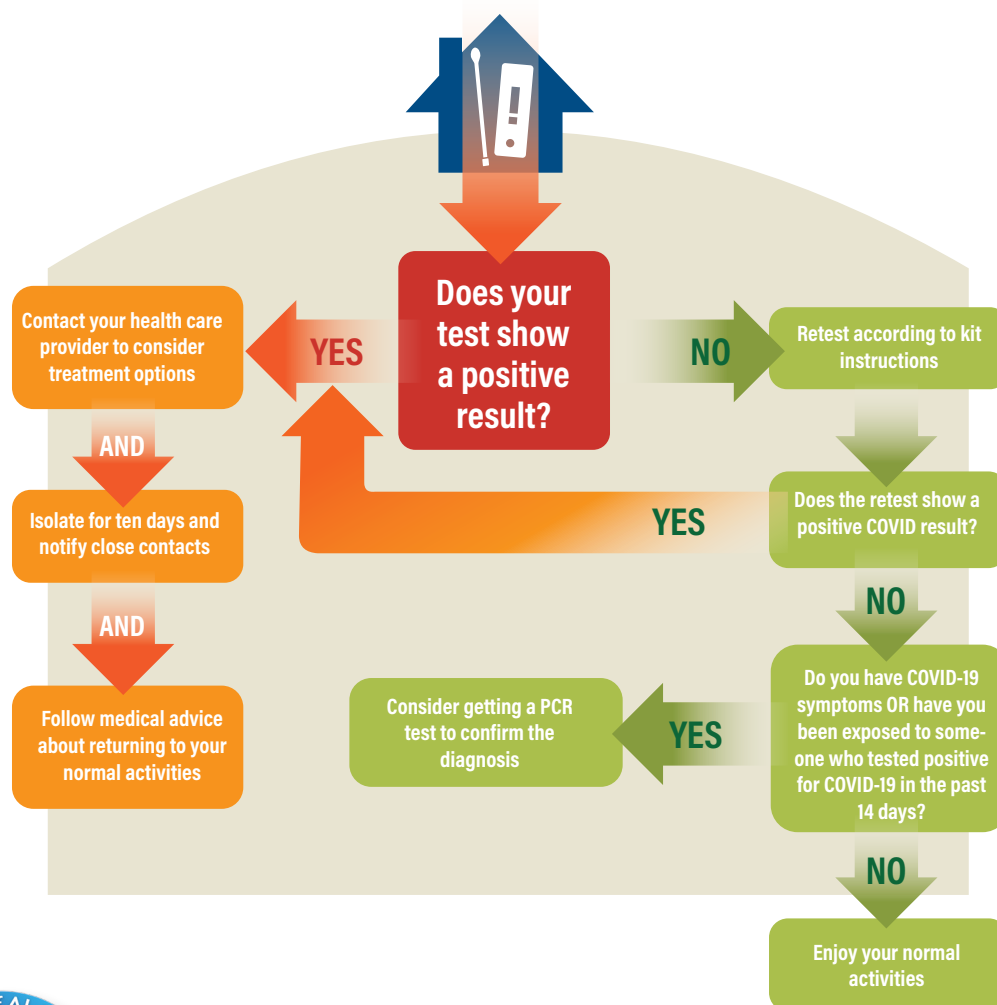 Does your
test show
a positive
result?
YES
Contact your health care
provider to consider
treatment options
AND
Isolate for ten days and
notify close contacts
AND
Follow medical advice
about returning to your
normal activities
NO
Retest according to kit
instructions
Does the retest show a
positive COVID result?
YES
NO
Do you have COVID-19
symptoms OR have you
been exposed to some-
one who tested positive
for COVID-19 in the past
14 days?
YES
Consider getting a PCR
test to confirm the
diagnosis
NO
Enjoy your normal
activities